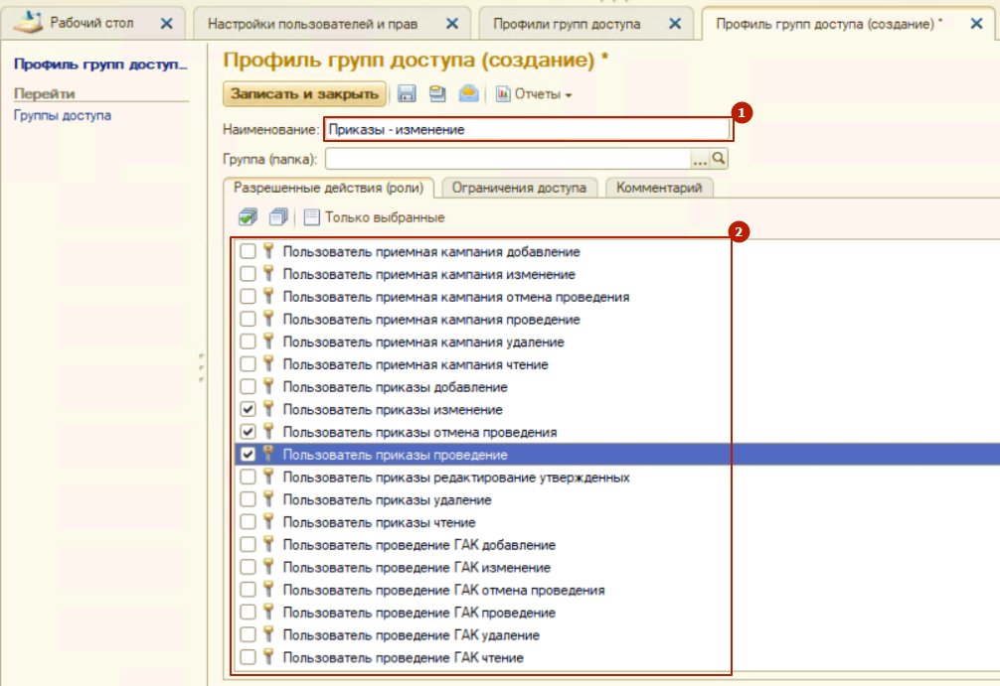 Рабочий стол
Настройки пользователей и прав
Профили групп доступа
Профиль групп доступа (создание) *
Профиль групп доступ...
Перейти
Группы доступа
Профиль групп доступа (создание) *
Записать и закрыть
Отчеты
1
Наименование:
Приказы - изменение
Группа (папка):
...
Разрешенные действия (роли)
Ограничения доступа
Комментарий
Только выбранные
2
Пользователь приемная кампания добавление
Пользователь приемная кампания изменение
Пользователь приемная кампания отмена проведения
Пользователь приемная кампания проведение
Пользователь приемная кампания удаление
Пользователь приемная кампания чтение
Пользователь приказы добавление
Пользователь приказы изменение
Пользователь приказы отмена проведения
Пользователь приказы проведение
Пользователь приказы редактирование утвержденных
Пользователь приказы удаление
Пользователь приказы чтение
Пользователь проведение ГАК добавление
Пользователь проведение ГАК изменение
Пользователь проведение ГАК отмена проведения
Пользователь проведение ГАК проведение
Пользователь проведение ГАК удаление
Пользователь проведение ГАК чтение